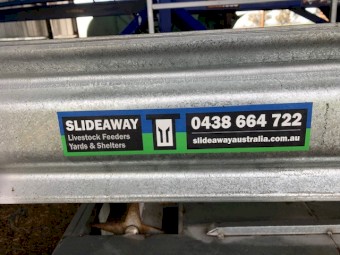 SLIDEAWAY
Livestock Feeders
Yards & Shelters
0438 664 722
slideawayaustralia.com.au